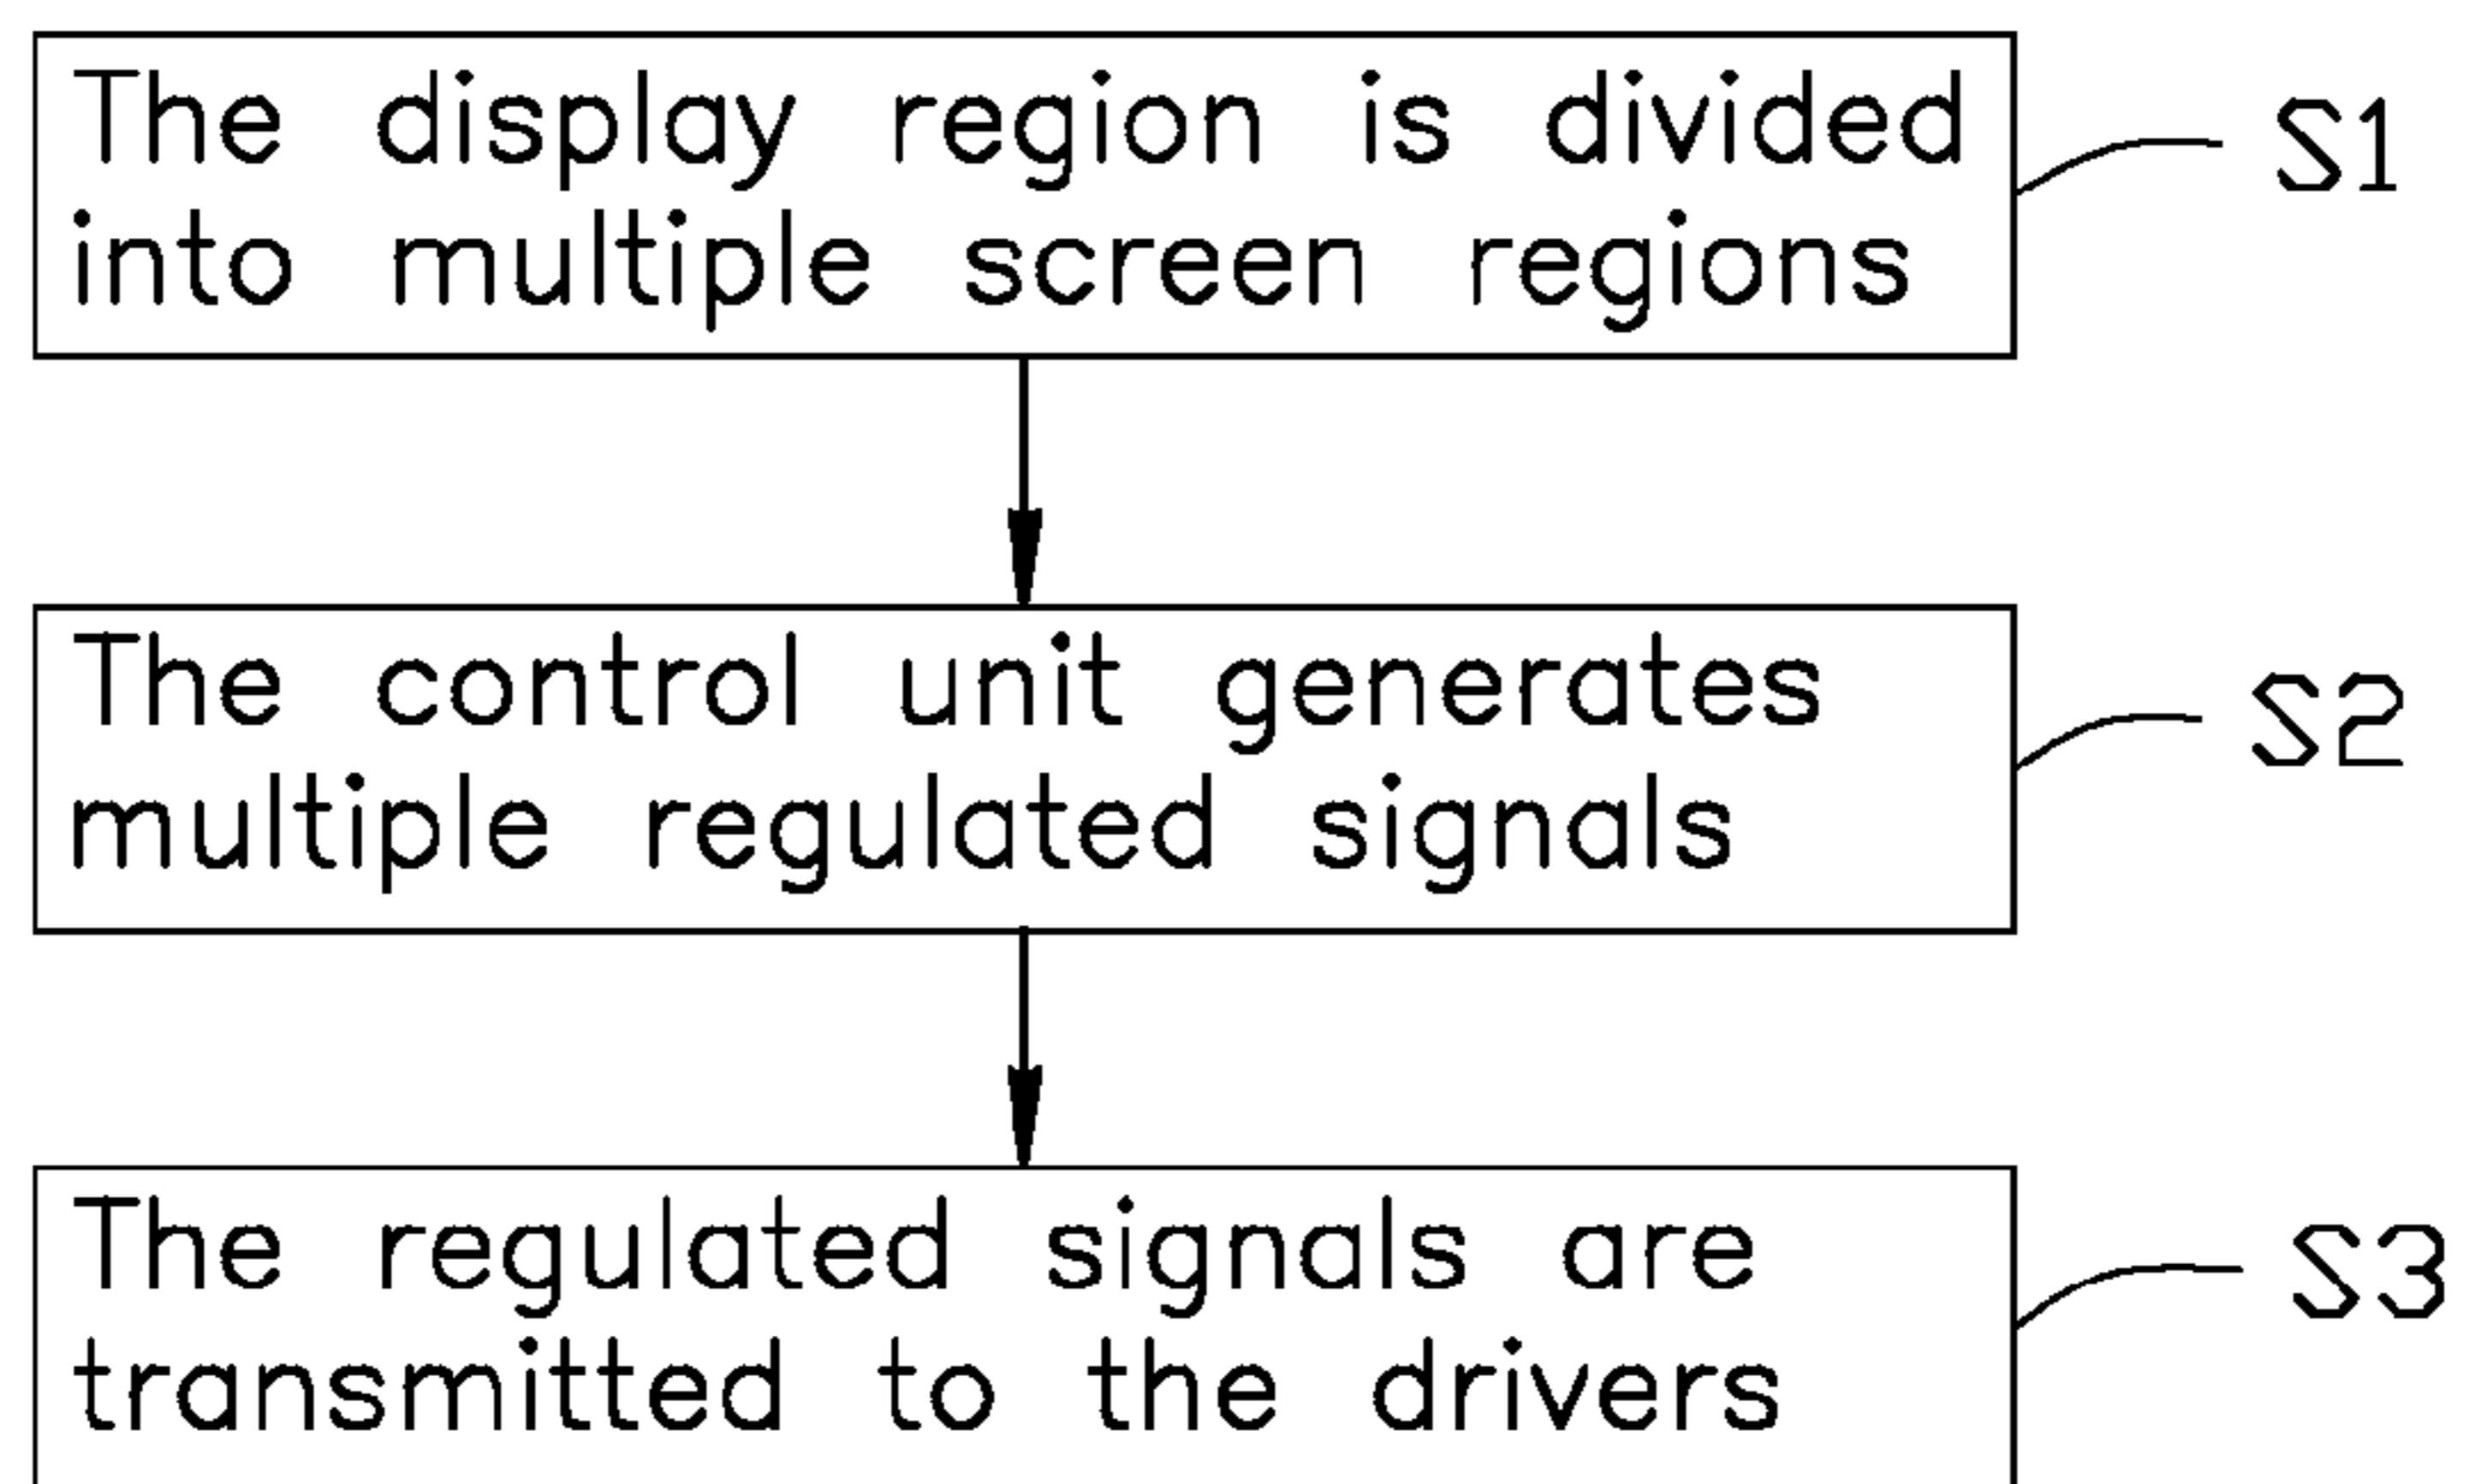 The display region is divided
into multiple screen regions
S1
The control unit generates
multiple regulated signals
S2
The regulated signals are
transmitted to the drivers
S3